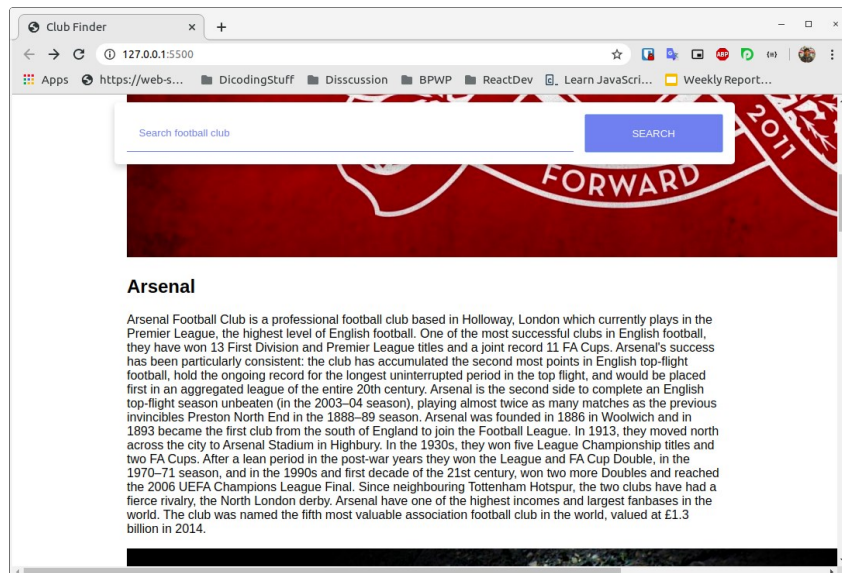 Club Finder
127.0.0.1:5500
ABP
Apps
https://web-s...
DicodingStuff
Disscussion
BPWP
ReactDev
Learn JavaScri...
Weekly Report...
2011
Search football club
SEARCH
FORWARD
Arsenal
Arsenal Football Club is a professional football club based in Holloway, London which currently plays in the
Premier League, the highest level of English football. One of the most successful clubs in English football,
they have won 13 First Division and Premier League titles and a joint record 11 FA Cups. Arsenal's success
has been particularly consistent: the club has accumulated the second most points in English top-flight
football, hold the ongoing record for the longest uninterrupted period in the top flight, and would be placed
first in an aggregated league of the entire 20th century. Arsenal is the second side to complete an English
top-flight season unbeaten (in the 2003–04 season), playing almost twice as many matches as the previous
invincibles Preston North End in the 1888–89 season. Arsenal was founded in 1886 in Woolwich and in
1893 became the first club from the south of England to join the Football League. In 1913, they moved north
across the city to Arsenal Stadium in Highbury. In the 1930s, they won five League Championship titles and
two FA Cups. After a lean period in the post-war years they won the League and FA Cup Double, in the
1970–71 season, and in the 1990s and first decade of the 21st century, won two more Doubles and reached
the 2006 UEFA Champions League Final. Since neighbouring Tottenham Hotspur, the two clubs have had a
fierce rivalry, the North London derby. Arsenal have one of the highest incomes and largest fanbases in the
world. The club was named the fifth most valuable association football club in the world, valued at £1.3
billion in 2014.